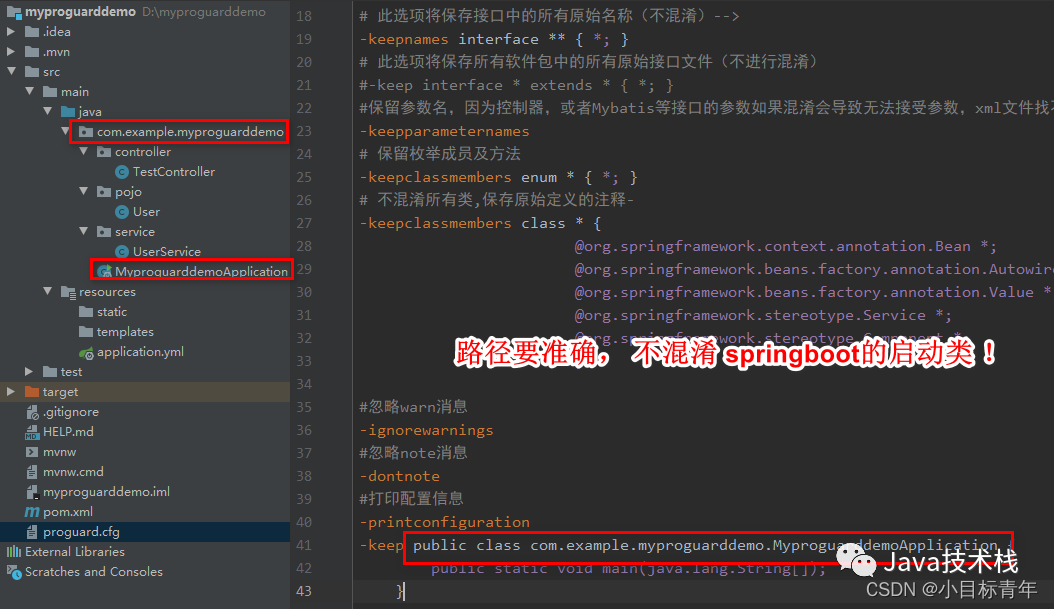 myproguarddemo D:\myproguarddemo
.idea
.mvn
src
main
java
com.example.myproguarddemo
controller
TestController
pojo
User
service
UserService
MyproguarddemoApplication
resources
static
templates
application.yml
test
target
.gitignore
HELP.md
mvnw
mvnw.cmd
myproguarddemo.iml
pom.xml
proguard.cfg
External Libraries
Scratches and Consoles
18 # 此选项将保存接口中的所有原始名称（不混淆）-->
19 -keepnames interface ** { *; }
20 # 此选项将保存所有软件包中的所有原始接口文件（不进行混淆）
21 #-keep interface * extends * { *; }
22 #保留参数名，因为控制器，或者Mybatis等接口的参数如果混淆会导致无法接受参数，xml文件找
23 -keepparameternames
24 # 保留枚举成员及方法
25 -keepclassmembers enum * { *; }
26 # 不混淆所有类,保存原始定义的注释-
27 -keepclassmembers class * {
28 @org.springframework.context.annotation.Bean *;
29 @org.springframework.beans.factory.annotation.Autowir
30 @org.springframework.beans.factory.annotation.Value *
31 @org.springframework.stereotype.Service *;
32 @org.springframework.stereotype.Component *
路径要准确， 不混淆 springboot的启动类！
33
34
35 #忽略warn消息
36 -ignorewarnings
37 #忽略note消息
38 -dontnote
39 #打印配置信息
40 -printconfiguration
41 -keep public class com.example.myproguarddemo.MyproguarddemoApplication {
42 public static void main(java.lang.String[]);
43 }
Java技术栈
CSDN @小目标青年